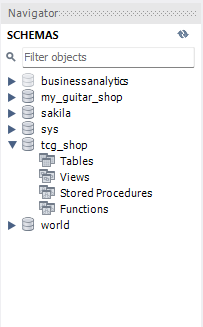 Navigator
SCHEMAS
Filter objects
businessanalytics
my_guitar_shop
sakila
sys
tcg_shop
Tables
Views
Stored Procedures
Functions
world